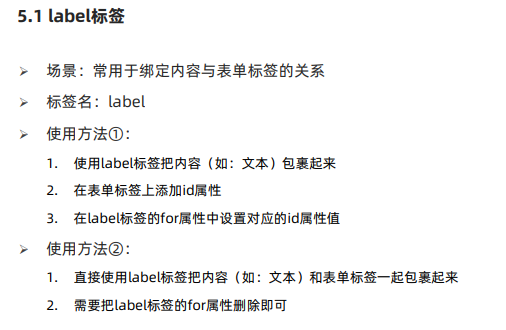 5.1 label标签
➢ 场景：常用于绑定内容与表单标签的关系
➢ 标签名：label
➢ 使用方法①：
1. 使用label标签把内容（如：文本）包裹起来
2. 在表单标签上添加id属性
3. 在label标签的for属性中设置对应的id属性值
➢ 使用方法②：
1. 直接使用label标签把内容（如：文本）和表单标签一起包裹起来
2. 需要把label标签的for属性删除即可